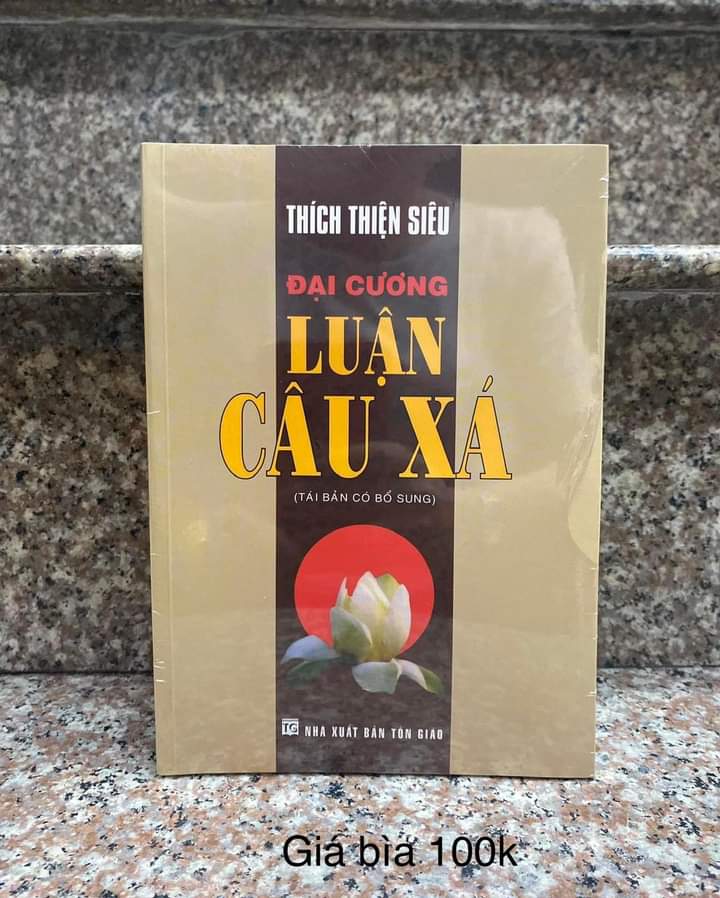 THÍCH THIỆN SIÊU
ĐẠI CƯƠNG
LUẬN
CÂU XÁ
(TÁI BẢN CÓ BỔ SUNG)
TG NHA XUẤT BẢN TÔN GIÁO
Giá bìa 100k